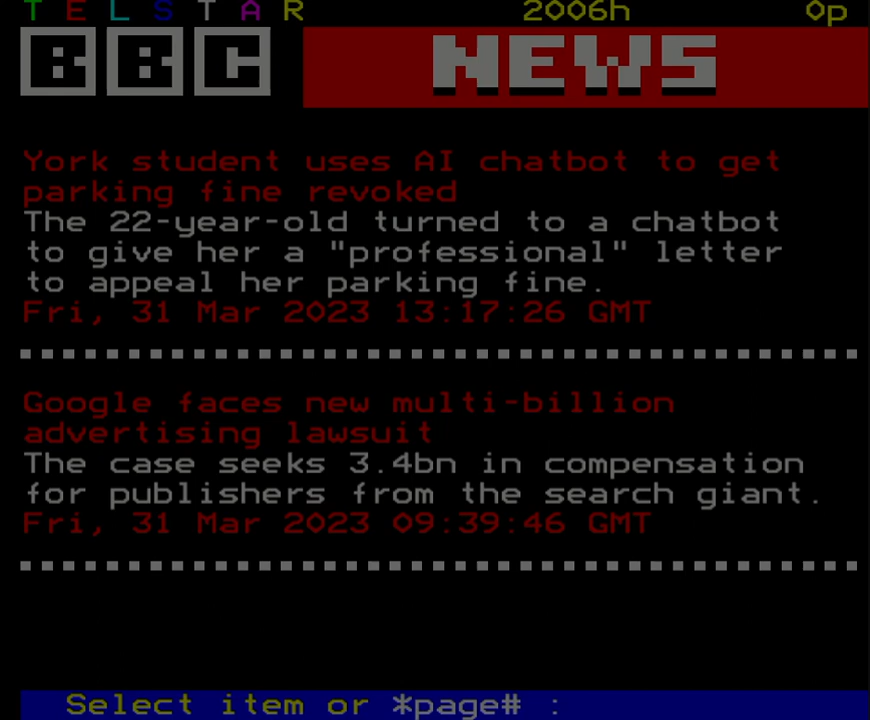 TELSTAR 2006h 0p
BBC NEWS
York student uses AI chatbot to get
parking fine revoked
The 22-year-old turned to a chatbot
to give her a "professional" letter
to appeal her parking fine.
Fri, 31 Mar 2023 13:17:26 GMT
Google faces new multi-billion
advertising lawsuit
The case seeks 3.4bn in compensation
for publishers from the search giant.
Fri, 31 Mar 2023 09:39:46 GMT
Select item or *page# :